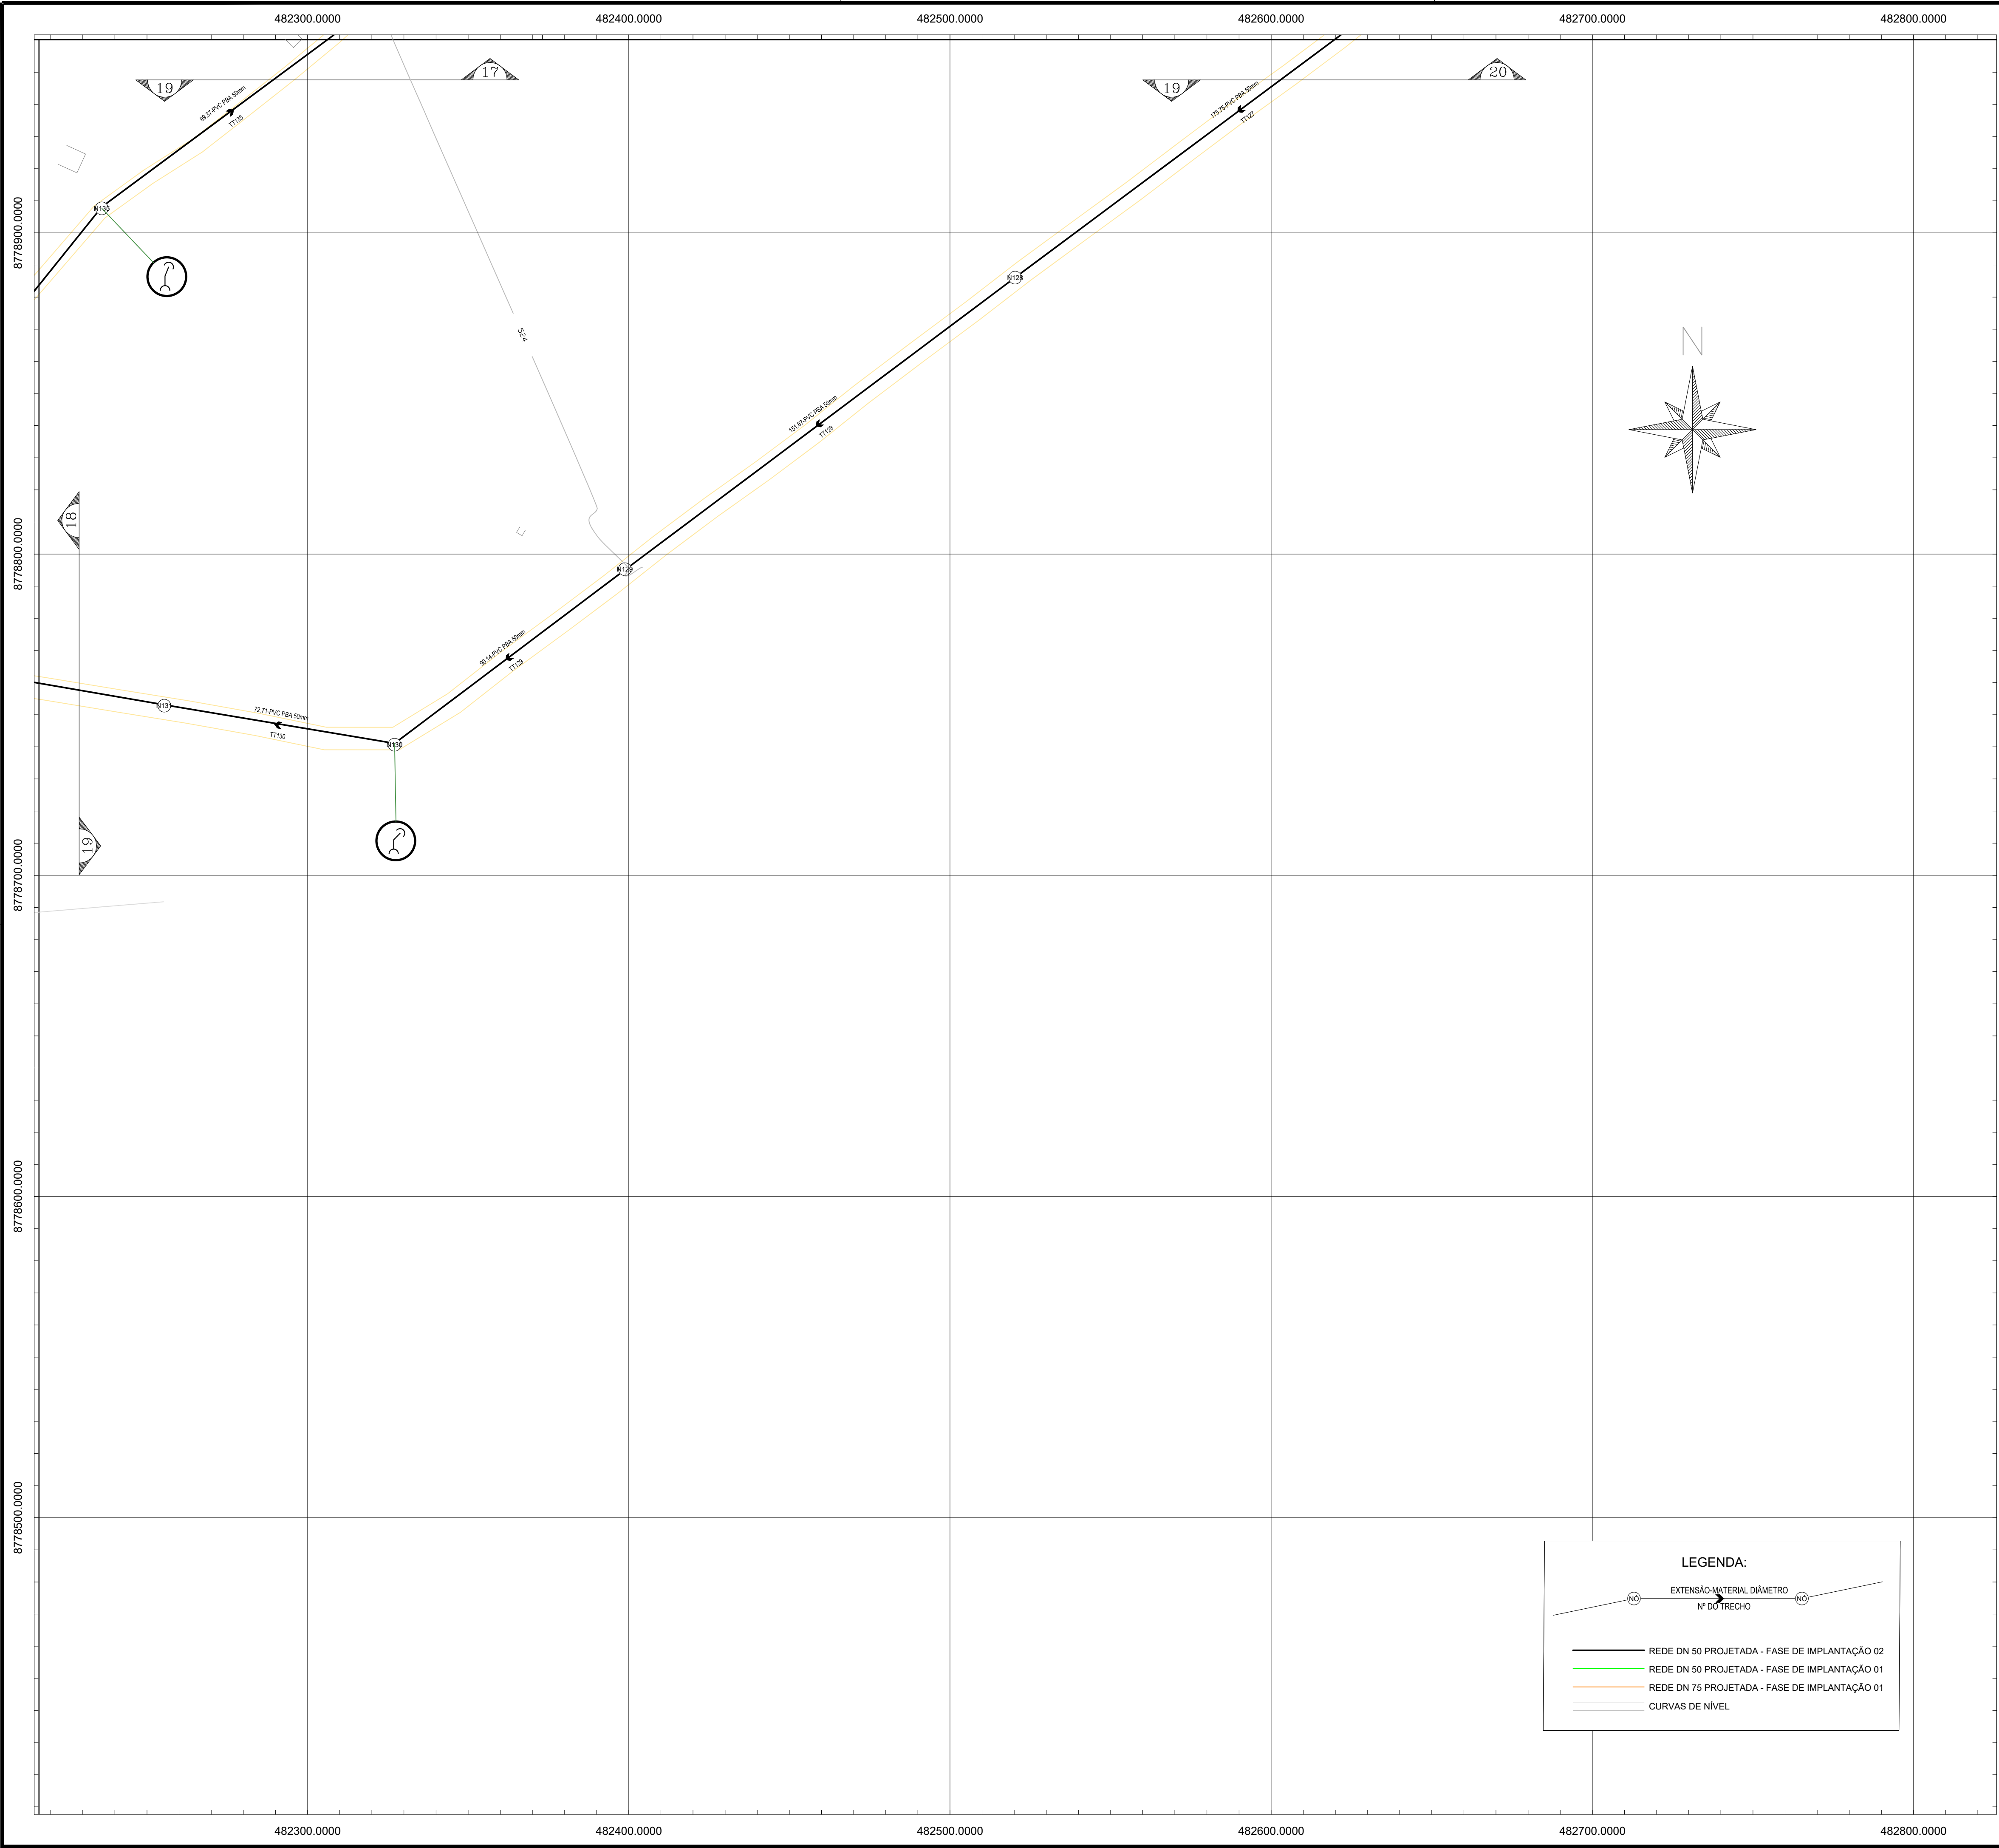 482300.0000
482400.0000
482500.0000
482600.0000
482700.0000
482800.0000
17
19
20
19
99.37-PVC PBA 50mm
TT135
175.75-PVC PBA 50mm
TT127
8778900.0000
N135
N128
S24
N
151.67-PVC PBA 50mm
TT128
18
8778800.0000
N129
90.14-PVC PBA 50mm
TT129
N131
72.71-PVC PBA 50mm
TT130
N130
19
8778700.0000
8778600.0000
8778500.0000
LEGENDA:
EXTENSÃO-MATERIAL DIÂMETRO
NÓ
NÓ
Nº DO TRECHO
REDE DN 50 PROJETADA - FASE DE IMPLANTAÇÃO 02
REDE DN 50 PROJETADA - FASE DE IMPLANTAÇÃO 01
REDE DN 75 PROJETADA - FASE DE IMPLANTAÇÃO 01
CURVAS DE NÍVEL
482300.0000
482400.0000
482500.0000
482600.0000
482700.0000
482800.0000